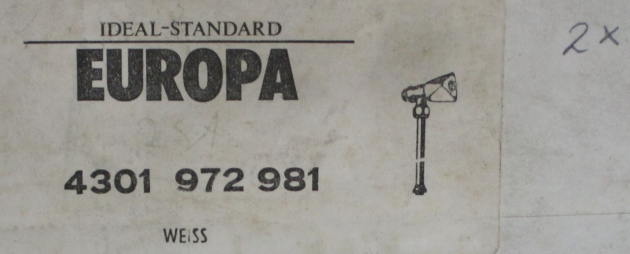 IDEAL-STANDARD
EUROPA
2x
4301 972 981
WEISS